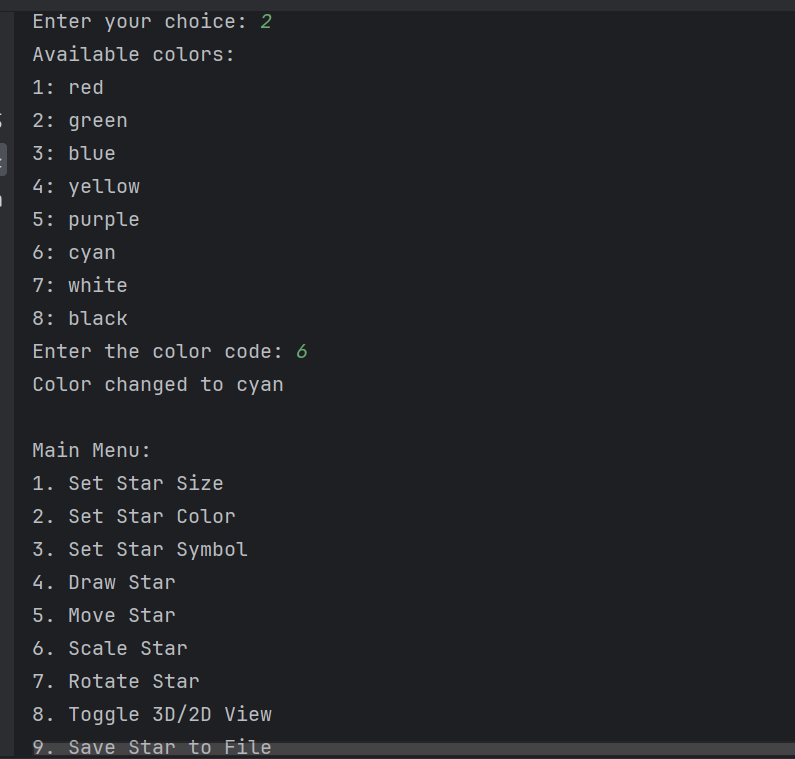 Enter your choice: 2
Available colors:
1: red
2: green
3: blue
4: yellow
5: purple
6: cyan
7: white
8: black
Enter the color code: 6
Color changed to cyan
Main Menu:
1. Set Star Size
2. Set Star Color
3. Set Star Symbol
4. Draw Star
5. Move Star
6. Scale Star
7. Rotate Star
8. Toggle 3D/2D View
9. Save Star to File